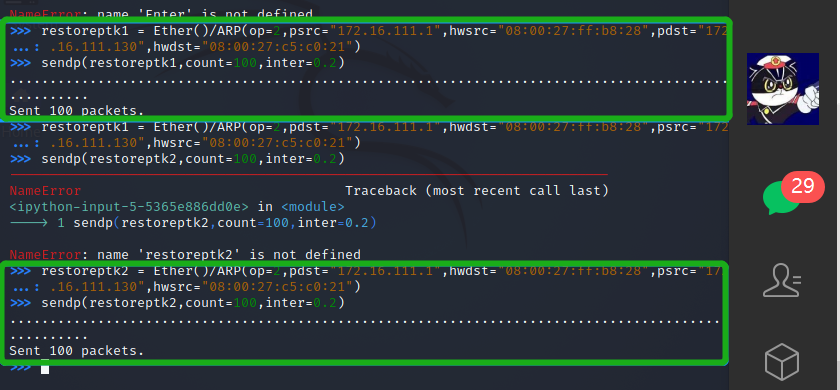 NameError: name 'Enter' is not defined
>>> restoreptk1 = Ether()/ARP(op=2,psrc="172.16.111.1",hwsrc="08:00:27:ff:b8:28",pdst="172
...: .16.111.130",hwdst="08:00:27:c5:c0:21")
>>> sendp(restoreptk1,count=100,inter=0.2)
....................................................................................................
Sent 100 packets.
>>> restoreptk1 = Ether()/ARP(op=2,pdst="172.16.111.1",hwdst="08:00:27:ff:b8:28",psrc="172
...: .16.111.130",hwsrc="08:00:27:c5:c0:21")
>>> sendp(restoreptk2,count=100,inter=0.2)
NameError Traceback (most recent call last)
<ipython-input-5-5365e886dd0e> in <module>
----> 1 sendp(restoreptk2,count=100,inter=0.2)
NameError: name 'restoreptk2' is not defined
>>> restoreptk2 = Ether()/ARP(op=2,pdst="172.16.111.1",hwdst="08:00:27:ff:b8:28",psrc="17
...: .16.111.130",hwsrc="08:00:27:c5:c0:21")
>>> sendp(restoreptk2,count=100,inter=0.2)
....................................................................................................
Sent 100 packets.
>>>
29